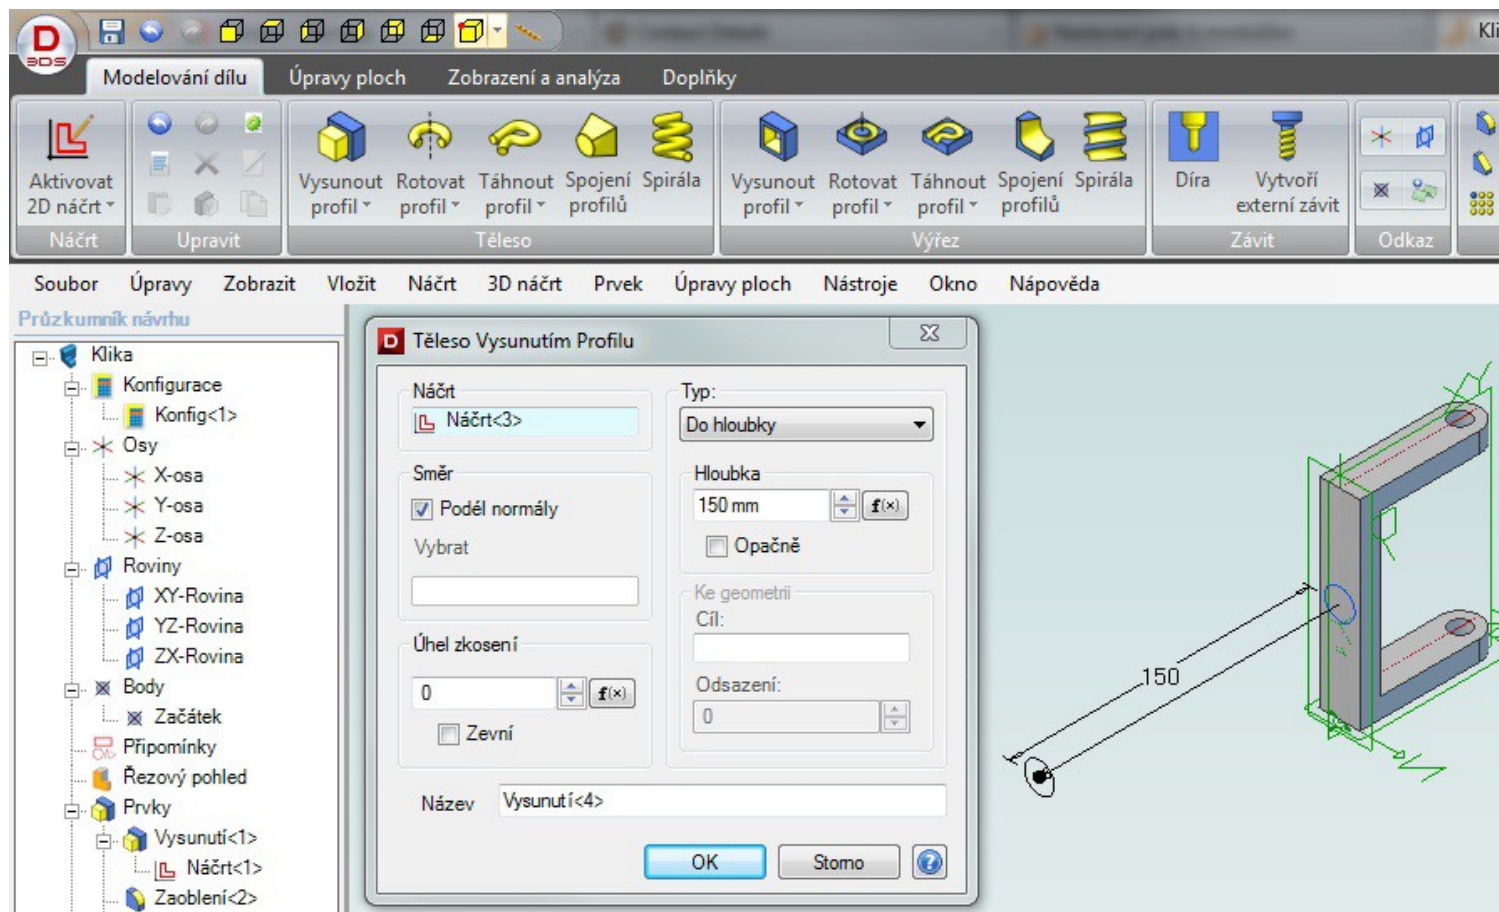 D
3DS
Kli
Modelování dílu Úpravy ploch Zobrazení a analýza Doplňky
Aktivovat
2D náčrt
Vysunout
profil
Rotovat
profil
Táhnout
profil
Spojení
profilů
Spirála
Vysunout
profil
Rotovat
profil
Táhnout
profil
Spojení
profilů
Spirála
Díra
Vytvoří
externí závit
Náčrt Upravit Těleso Výřez Závit Odkaz
Soubor Úpravy Zobrazit Vložit Náčrt 3D náčrt Prvek Úpravy ploch Nástroje Okno Nápověda
Průzkumník návrhu
Klika
Konfigurace
Konfig<1>
Osy
X-osa
Y-osa
Z-osa
Roviny
XY-Rovina
YZ-Rovina
ZX-Rovina
Body
Začátek
Připomínky
Řezový pohled
Prvky
Vysunutí<1>
Náčrt<1>
Zaoblení<2>
D Těleso Vysunutím Profilu
Náčrt
Náčrt<3>
Typ:
Do hloubky
Směr
Podél normály
Vybrat
Hloubka
150 mm f(x)
Opačně
Ke geometrii
Cíl:
Odsazení:
0
Úhel zkosení
0 f(x)
Zevní
Název Vysunutí<4>
OK Storno ?
150